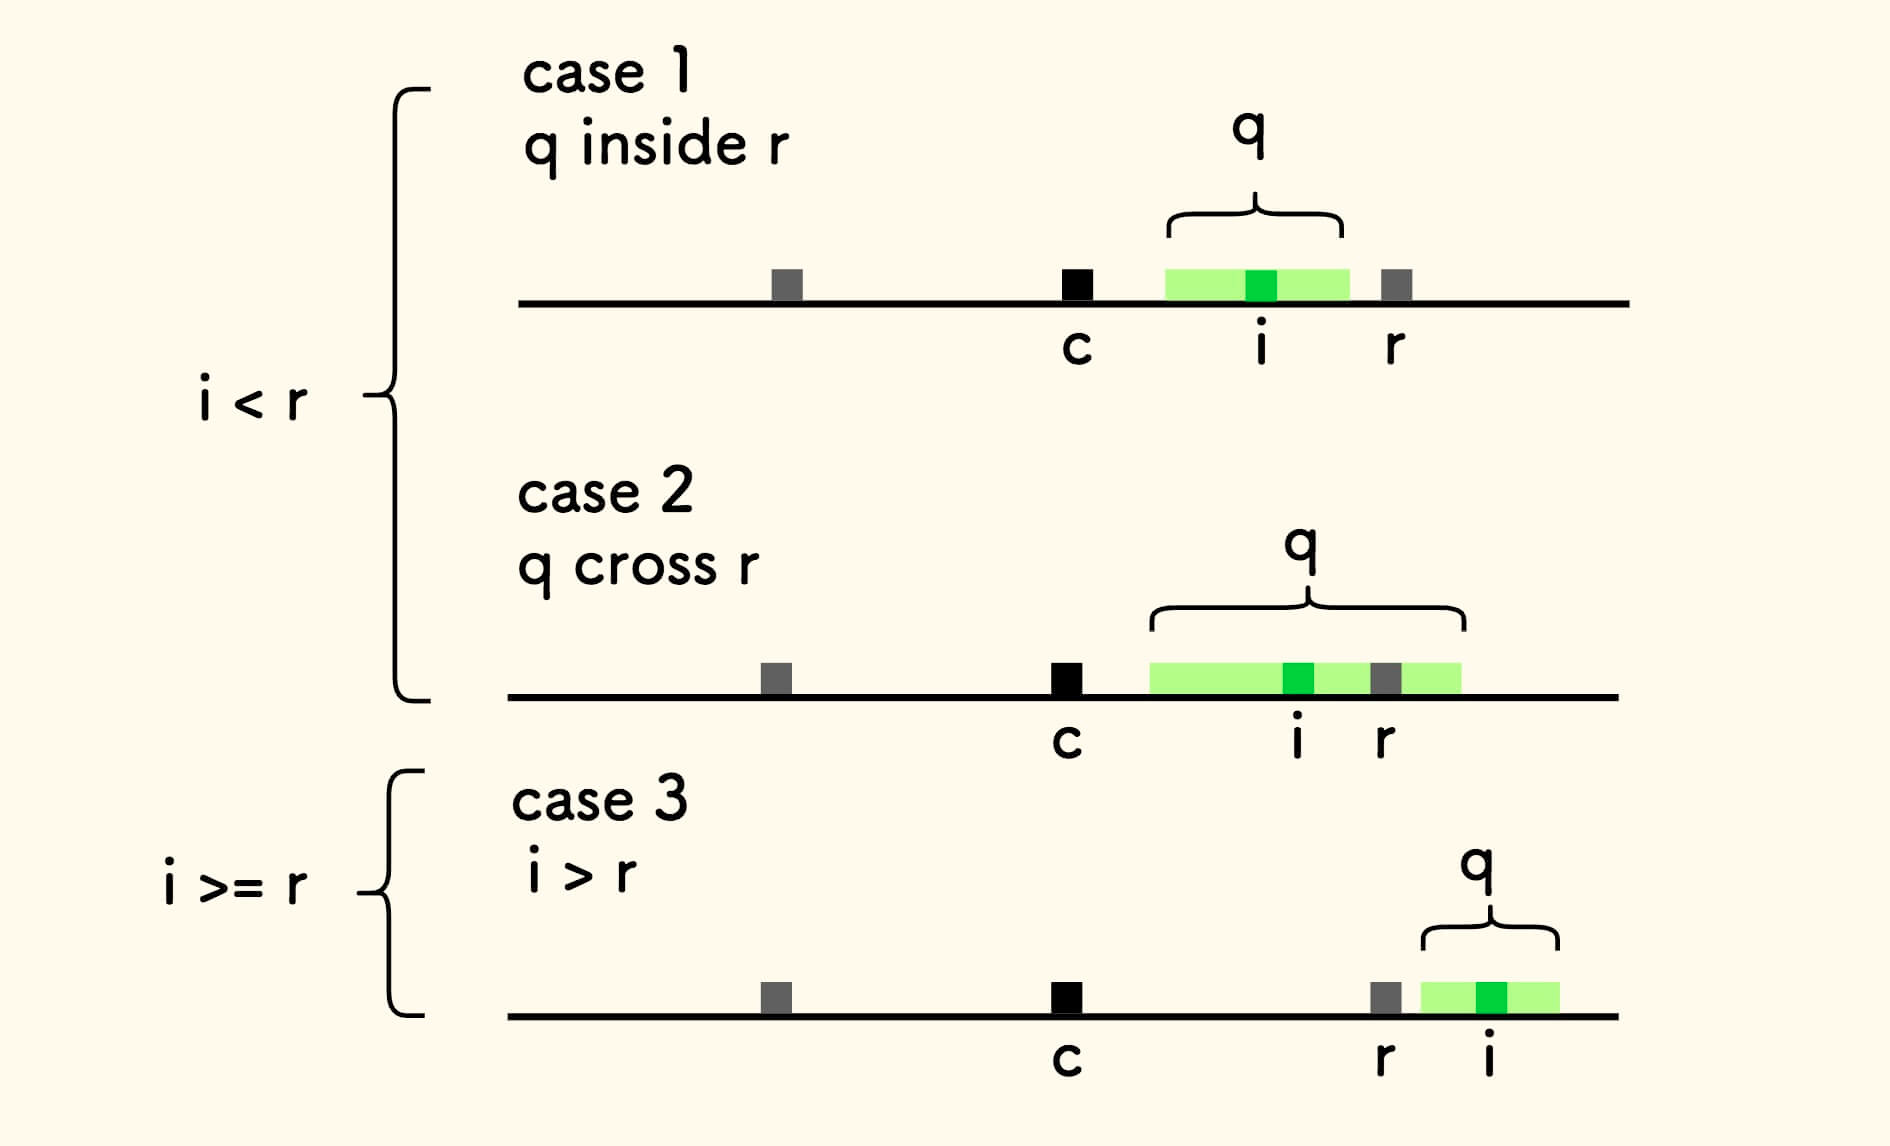 case 1
q inside r
q
c i r
i < r
case 2
q cross r
q
c i r
case 3
i > r
i >= r
q
c r i